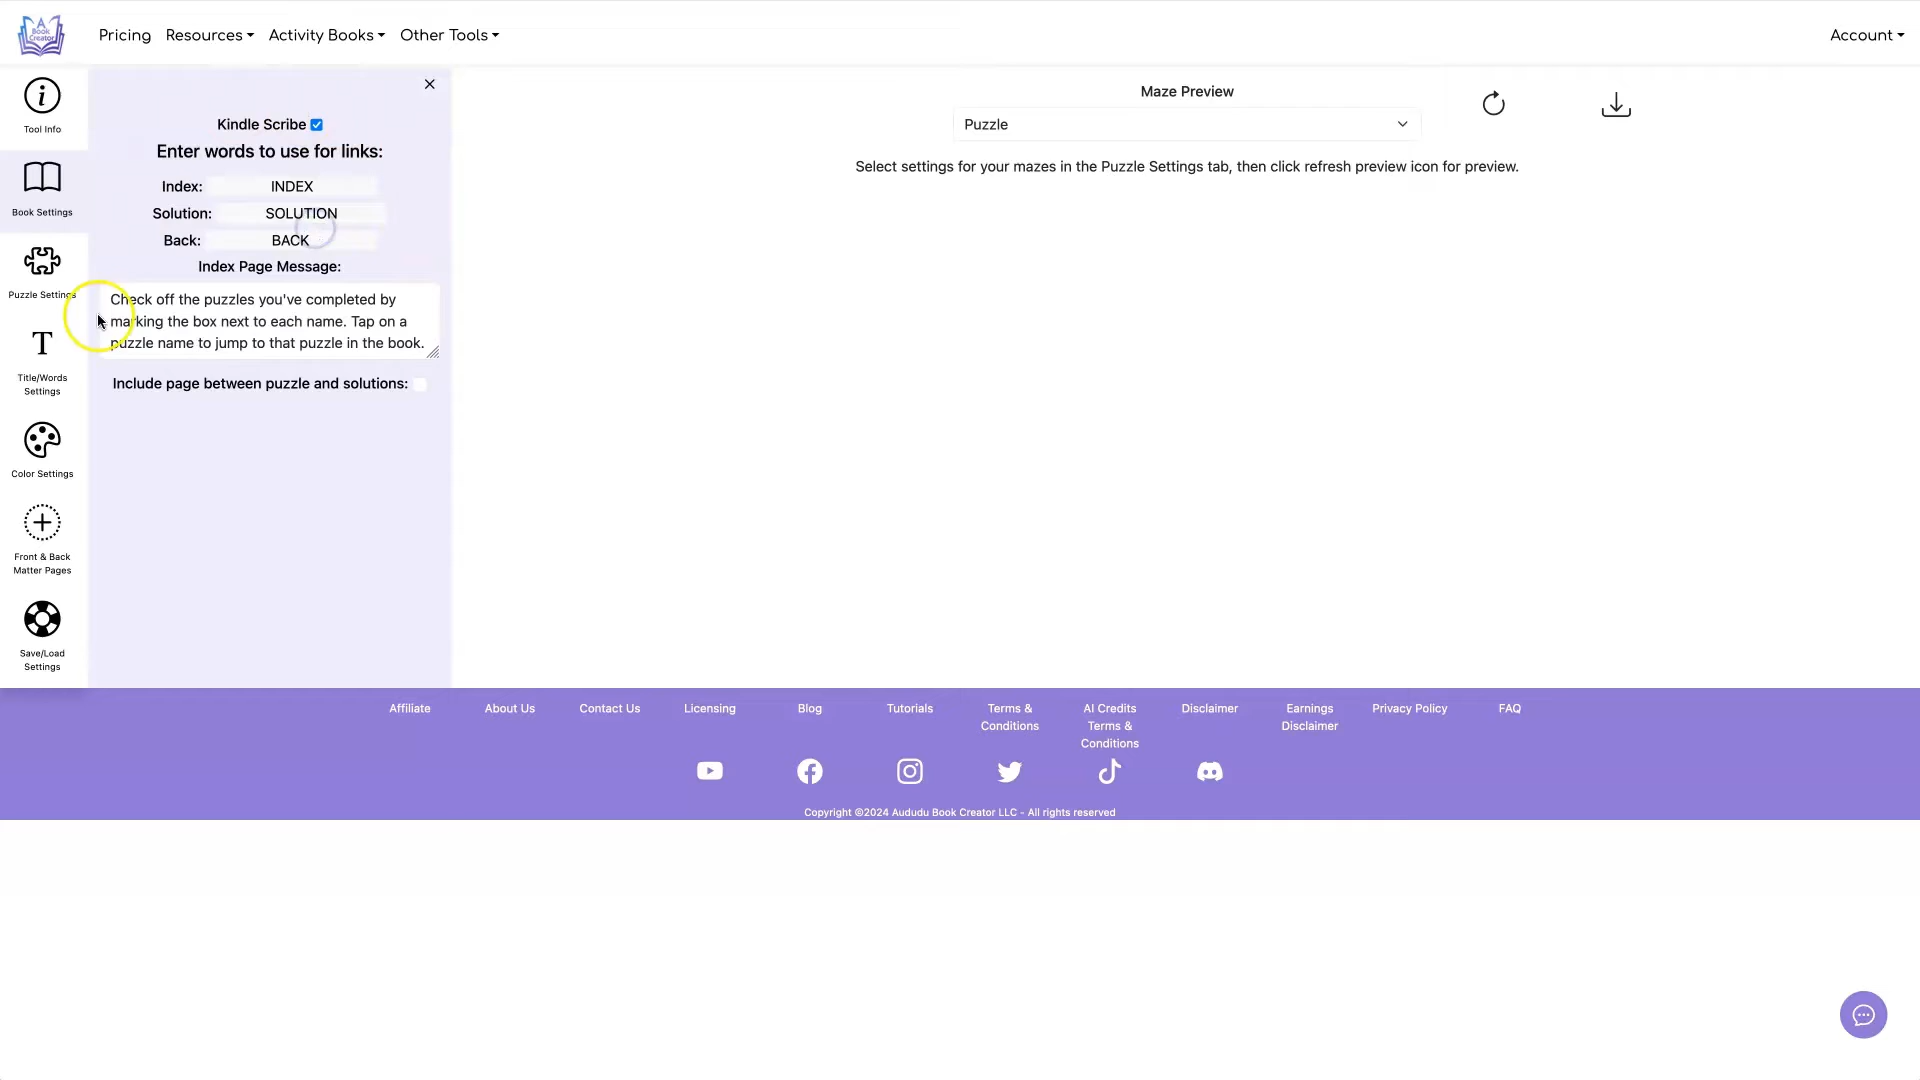 A
Book
Creator
Pricing
Resources
Activity Books
Other Tools
Account
Tool Info
Book Settings
Puzzle Settings
Title/Words
Settings
Color Settings
Front & Back
Matter Pages
Save/Load
Settings
Kindle Scribe
Enter words to use for links:
Index: INDEX
Solution: SOLUTION
Back: BACK
Index Page Message:
Check off the puzzles you've completed by
marking the box next to each name. Tap on a
puzzle name to jump to that puzzle in the book.
Include page between puzzle and solutions:
Maze Preview
Puzzle
Select settings for your mazes in the Puzzle Settings tab, then click refresh preview icon for preview.
Affiliate
About Us
Contact Us
Licensing
Blog
Tutorials
Terms &
Conditions
AI Credits
Terms &
Conditions
Disclaimer
Earnings
Disclaimer
Privacy Policy
FAQ
Copyright ©2024 Aududu Book Creator LLC - All rights reserved